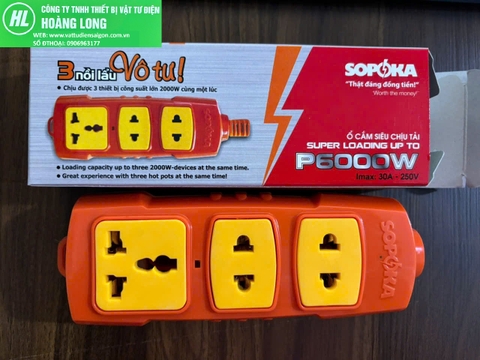 HL
CÔNG TY TNHH THIẾT BỊ VẬT TƯ ĐIỆN
HOÀNG LONG
WEB: www.vattudiensaigon.com
SỐ ĐTHOẠI: 0906963177
3 nồi lẩu Vô tư!
Chịu được 3 thiết bị công suất lớn 2000W cùng một lúc
Loading capacity up to three 2000W-devices at the same time.
Great experience with three hot pots at the same time!
SOPOKA
"Thật đáng đồng tiền!"
"Worth the money!"
Ổ CẮM SIÊU CHỊU TẢI
SUPER LOADING UP TO
P6000W
Imax: 30A - 250V
SOPOKA